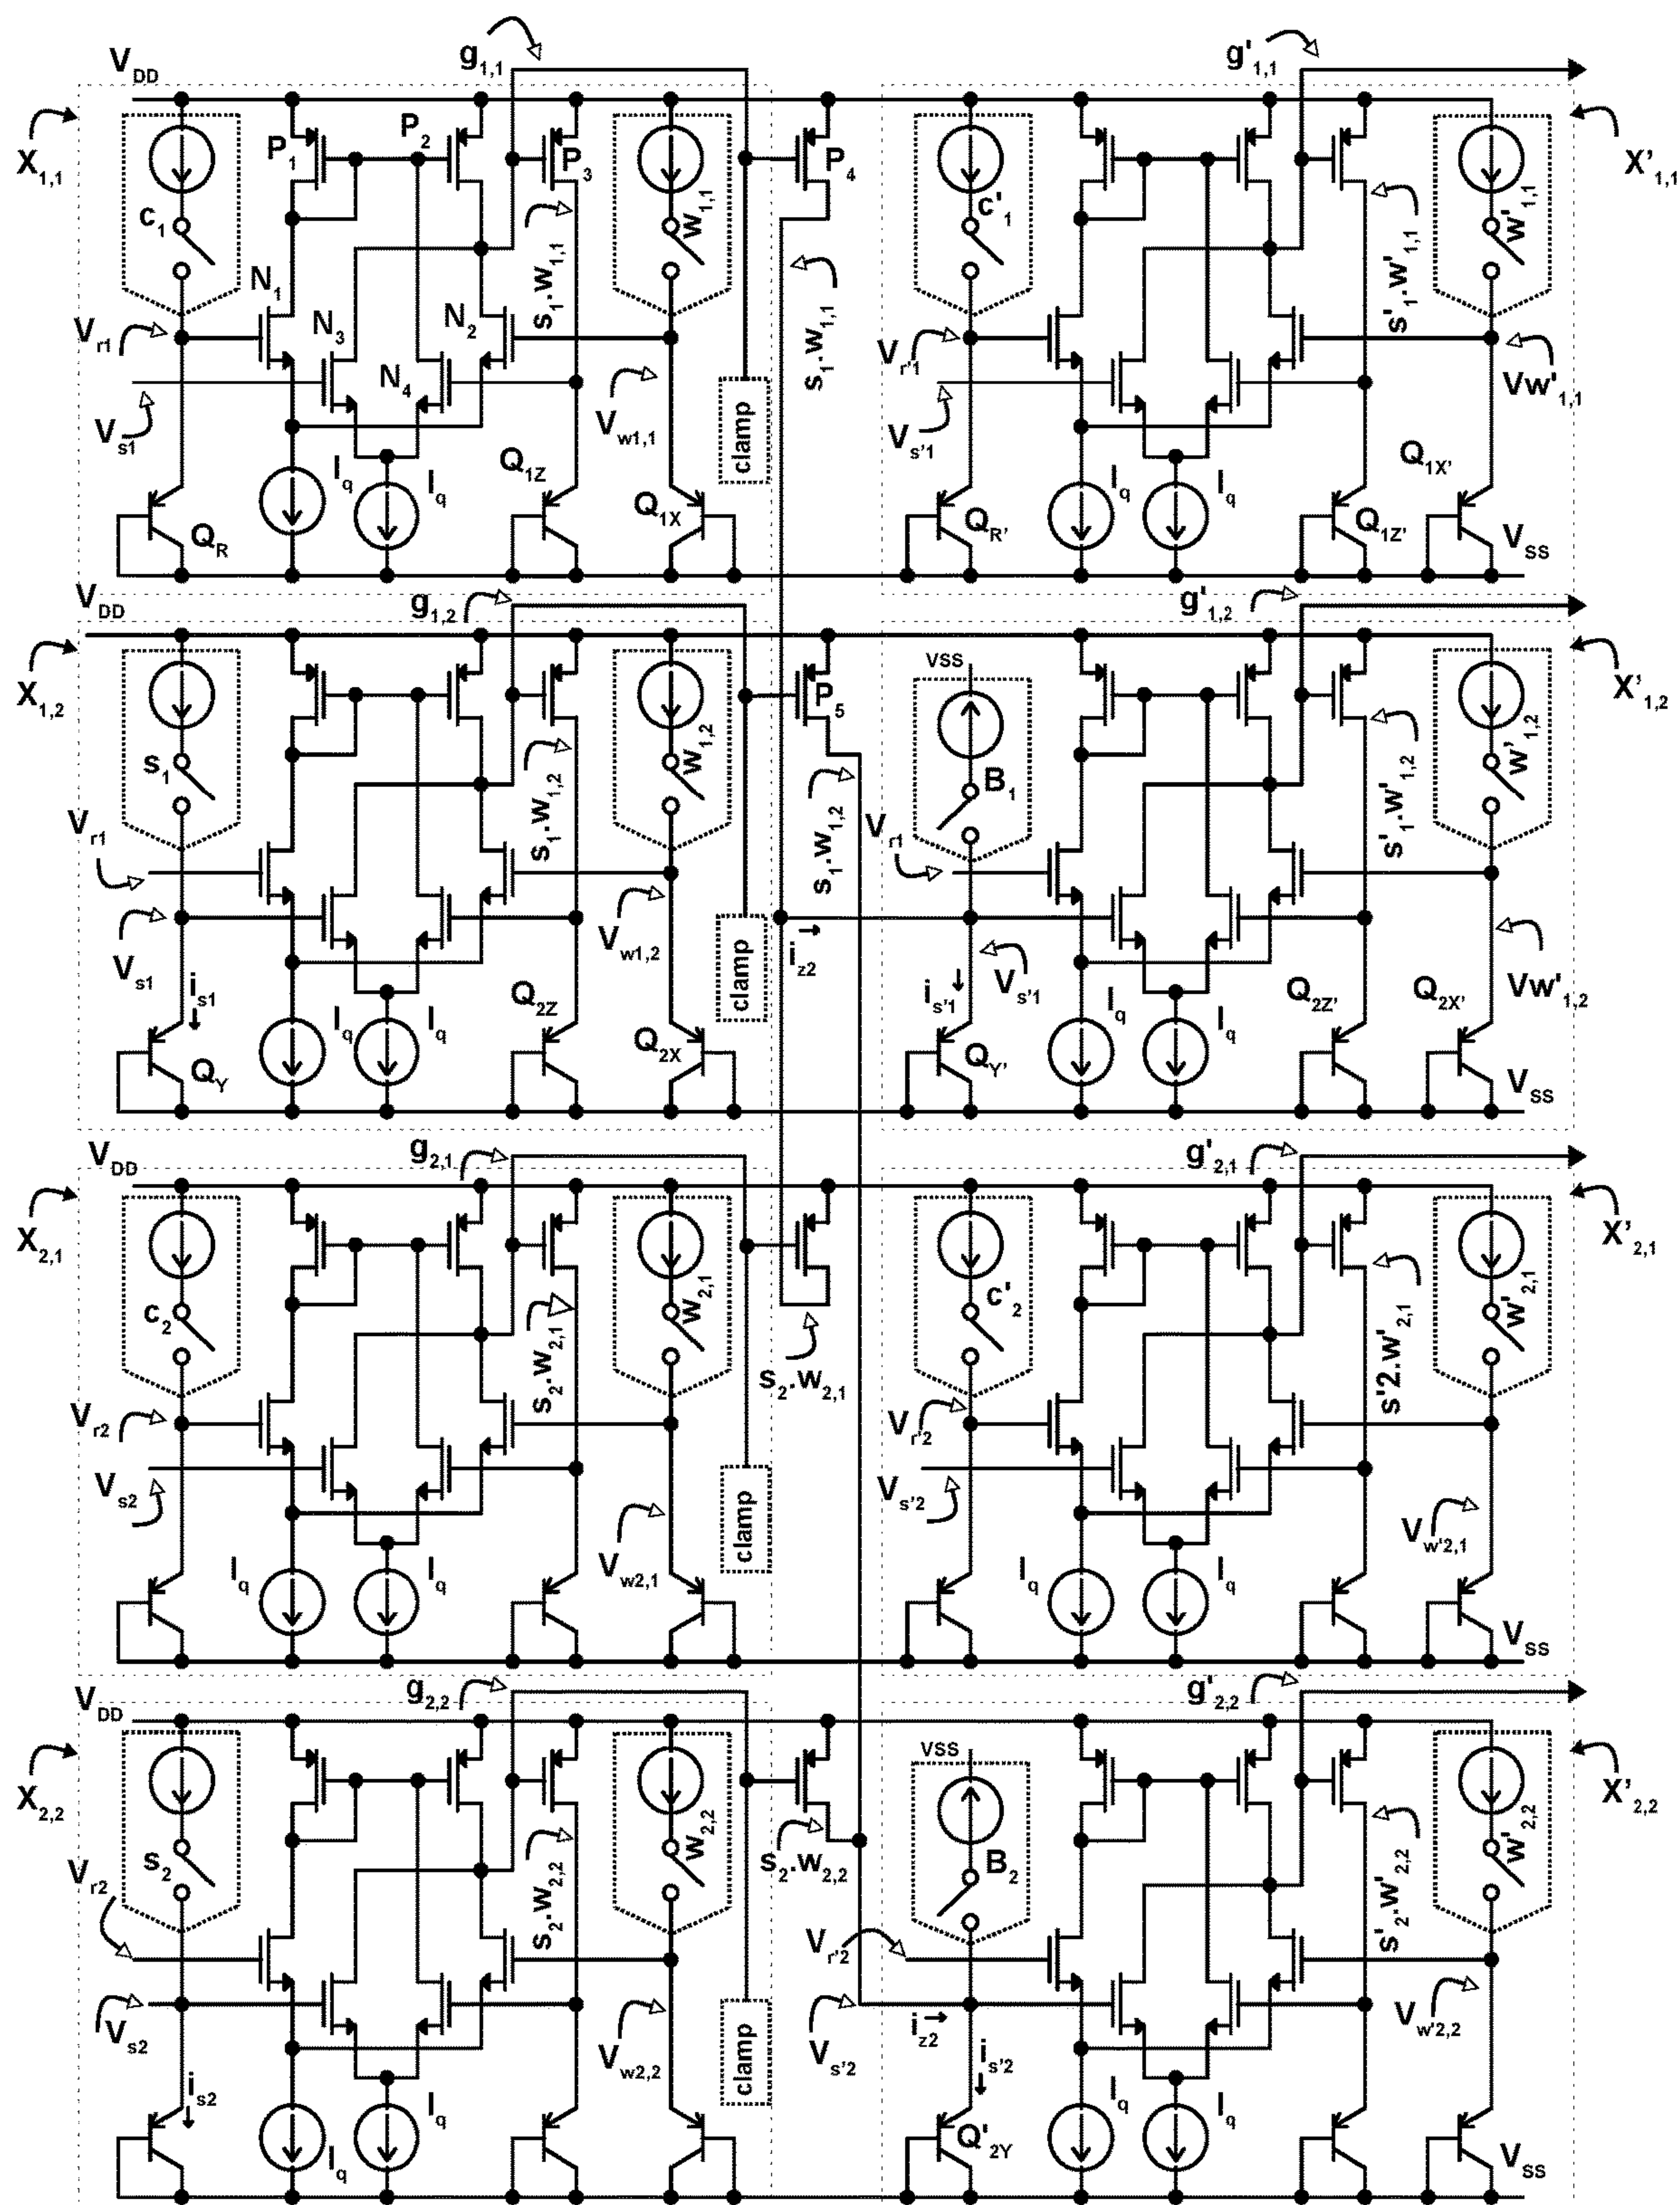 g1,1
g'1,1
VDD
X1,1
X'1,1
P1
P2
P3
P4
c1
w1,1
c'1
w'1,1
s1.w1,1
s1.w1,1
s'1.w'1,1
N1
N3
N2
N4
Vr1
Vs1
Vw1,1
clamp
Vr'1
Vs'1
Vw'1,1
Iq
Iq
Q1Z
Q1X
QR
Iq
Iq
QR'
Q1X'
Q1Z'
VSS
VDD
g1,2
g'1,2
X1,2
X'1,2
VSS
P5
s1
w1,2
B1
w'1,2
s1.w1,2
s1.w1,2
s'1.w'1,2
Vr1
Vr1
Vs1
Vw1,2
clamp
iz2 →
Vs'1
is1 ↓
is'1 ↓
Vw'1,2
Iq
Iq
Q2Z
Q2X
QY
Iq
Iq
QY'
Q2Z'
Q2X'
VSS
VDD
g2,1
g'2,1
X2,1
X'2,1
c2
w2,1
c'2
w'2,1
s2.w2,1
s2.w2,1
s'2.w'2,1
Vr2
Vs2
Vw2,1
clamp
Vr'2
Vs'2
Vw'2,1
Iq
Iq
Iq
Iq
VSS
VDD
g2,2
g'2,2
X2,2
X'2,2
VSS
s2
w2,2
B2
w'2,2
s2.w2,2
s2.w2,2
s'2.w'2,2
Vr2
Vr'2
Vs2
Vw2,2
clamp
Vs'2
iz2 →
is'2 ↓
Vw'2,2
is2 ↓
Iq
Iq
Q'2Y
Iq
Iq
VSS